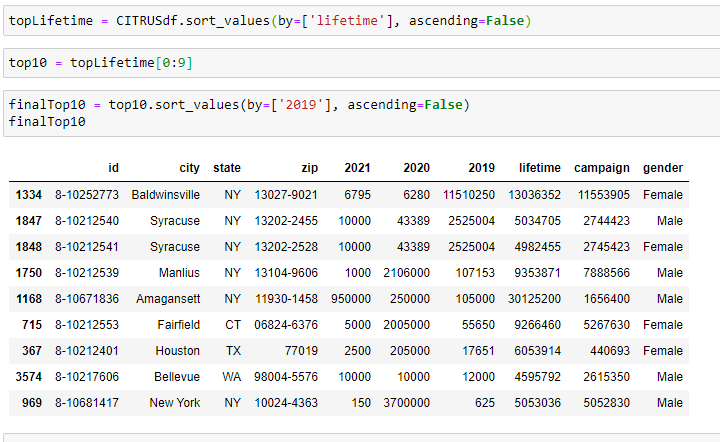 topLifetime = CITRUSdf.sort_values(by=['lifetime'], ascending=False)
top10 = topLifetime[0:9]
finalTop10 = top10.sort_values(by=['2019'], ascending=False)
finalTop10
id city state zip 2021 2020 2019 lifetime campaign gender
1334 8-10252773 Baldwinsville NY 13027-9021 6795 6280 11510250 13036352 11553905 Female
1847 8-10212540 Syracuse NY 13202-2455 10000 43389 2525004 5034705 2744423 Male
1848 8-10212541 Syracuse NY 13202-2528 10000 43389 2525004 4982455 2745423 Female
1750 8-10212539 Manlius NY 13104-9606 1000 2106000 107153 9353871 7888566 Male
1168 8-10671836 Amagansett NY 11930-1458 950000 250000 105000 30125200 1656400 Male
715 8-10212553 Fairfield CT 06824-6376 5000 2005000 55650 9266460 5267630 Female
367 8-10212401 Houston TX 77019 2500 205000 17651 6053914 440693 Female
3574 8-10217606 Bellevue WA 98004-5576 10000 10000 12000 4595792 2615350 Male
969 8-10681417 New York NY 10024-4363 150 3700000 625 5053036 5052830 Male